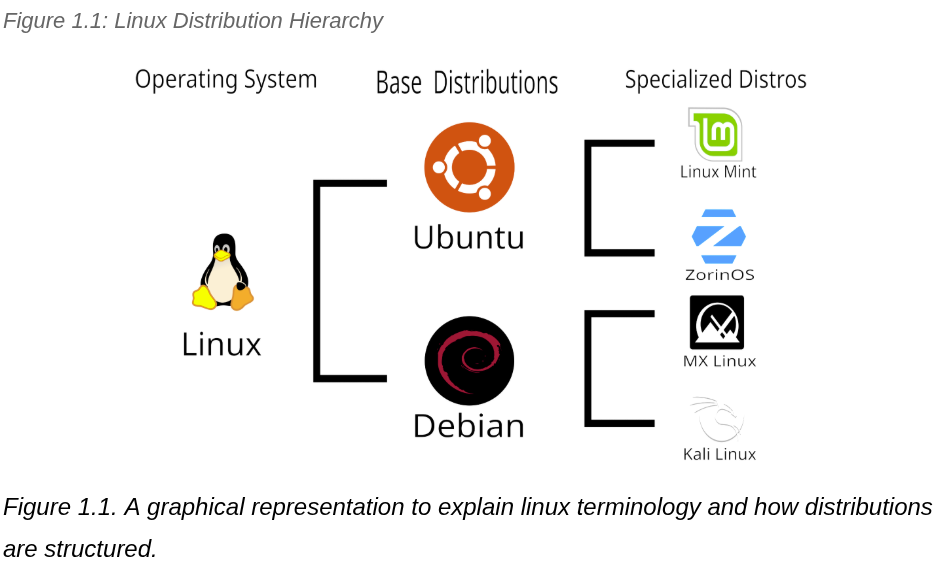 Figure 1.1: Linux Distribution Hierarchy
Operating System
Base Distributions
Specialized Distros
Linux
Ubuntu
Debian
Linux Mint
ZorinOS
MX Linux
Kali Linux
Figure 1.1. A graphical representation to explain linux terminology and how distributions
are structured.